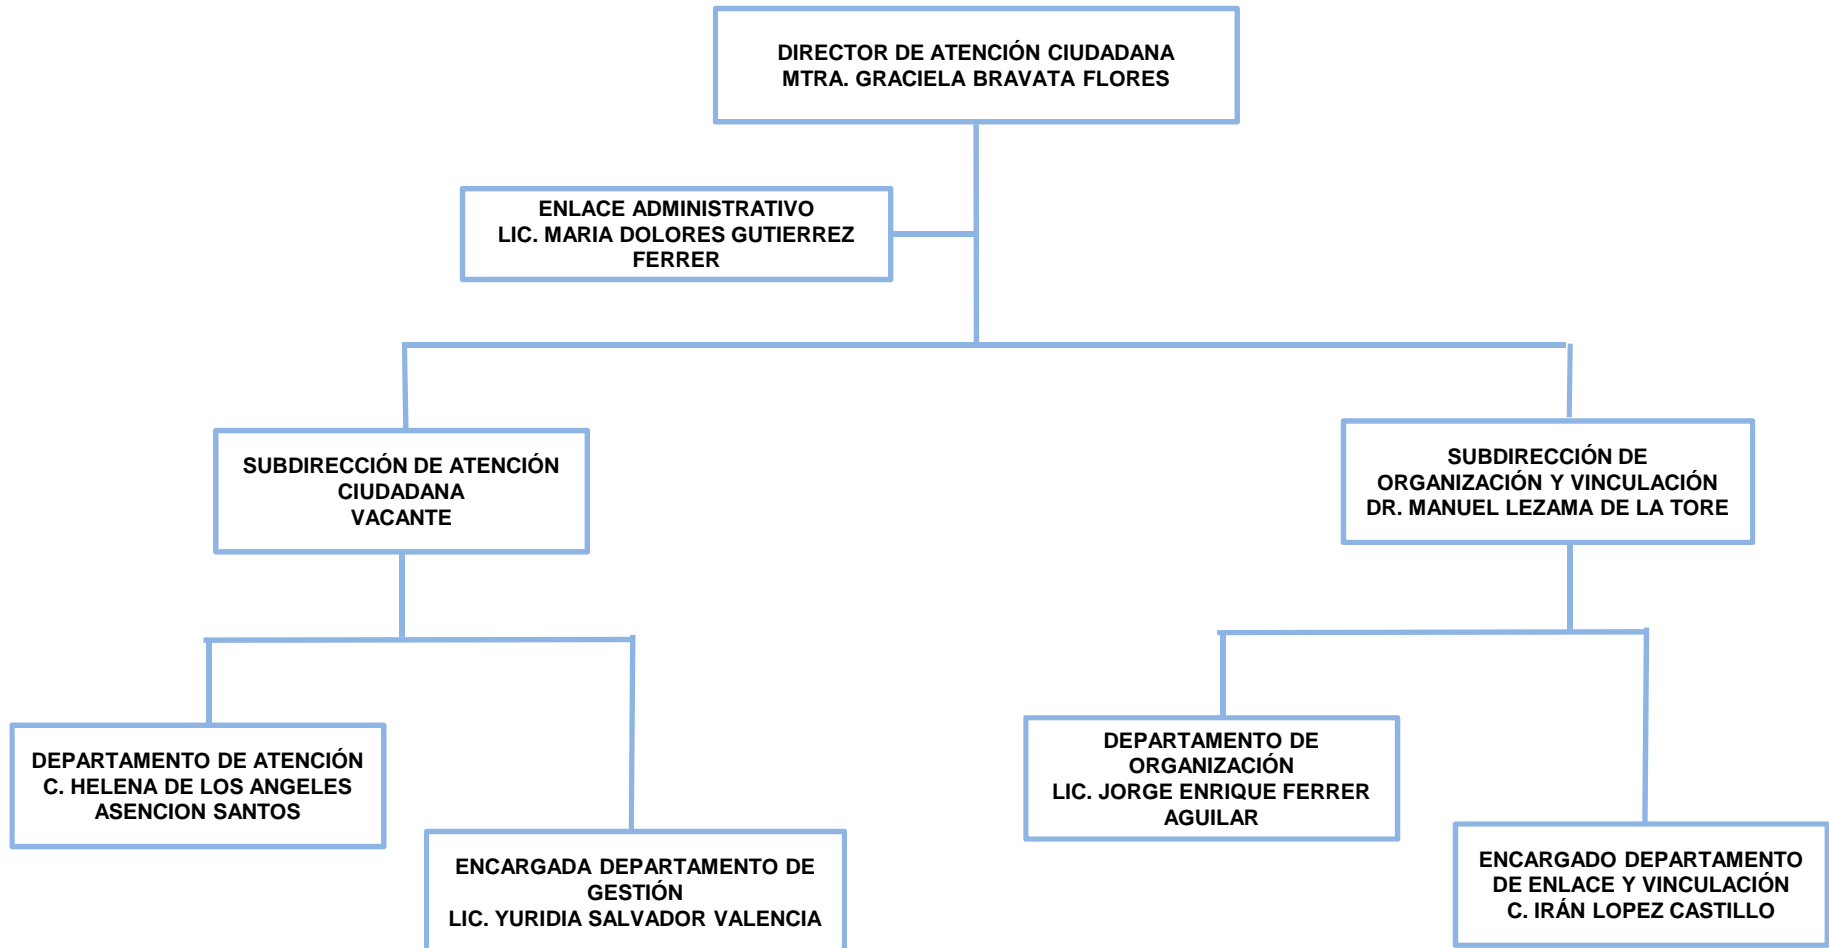 DIRECTOR DE ATENCIÓN CIUDADANA
MTRA. GRACIELA BRAVATA FLORES
ENLACE ADMINISTRATIVO
LIC. MARIA DOLORES GUTIERREZ
FERRER
SUBDIRECCIÓN DE ATENCIÓN
CIUDADANA
VACANTE
SUBDIRECCIÓN DE
ORGANIZACIÓN Y VINCULACIÓN
DR. MANUEL LEZAMA DE LA TORE
DEPARTAMENTO DE ATENCIÓN
C. HELENA DE LOS ANGELES
ASENCION SANTOS
ENCARGADA DEPARTAMENTO DE
GESTIÓN
LIC. YURIDIA SALVADOR VALENCIA
DEPARTAMENTO DE
ORGANIZACIÓN
LIC. JORGE ENRIQUE FERRER
AGUILAR
ENCARGADO DEPARTAMENTO
DE ENLACE Y VINCULACIÓN
C. IRÁN LOPEZ CASTILLO